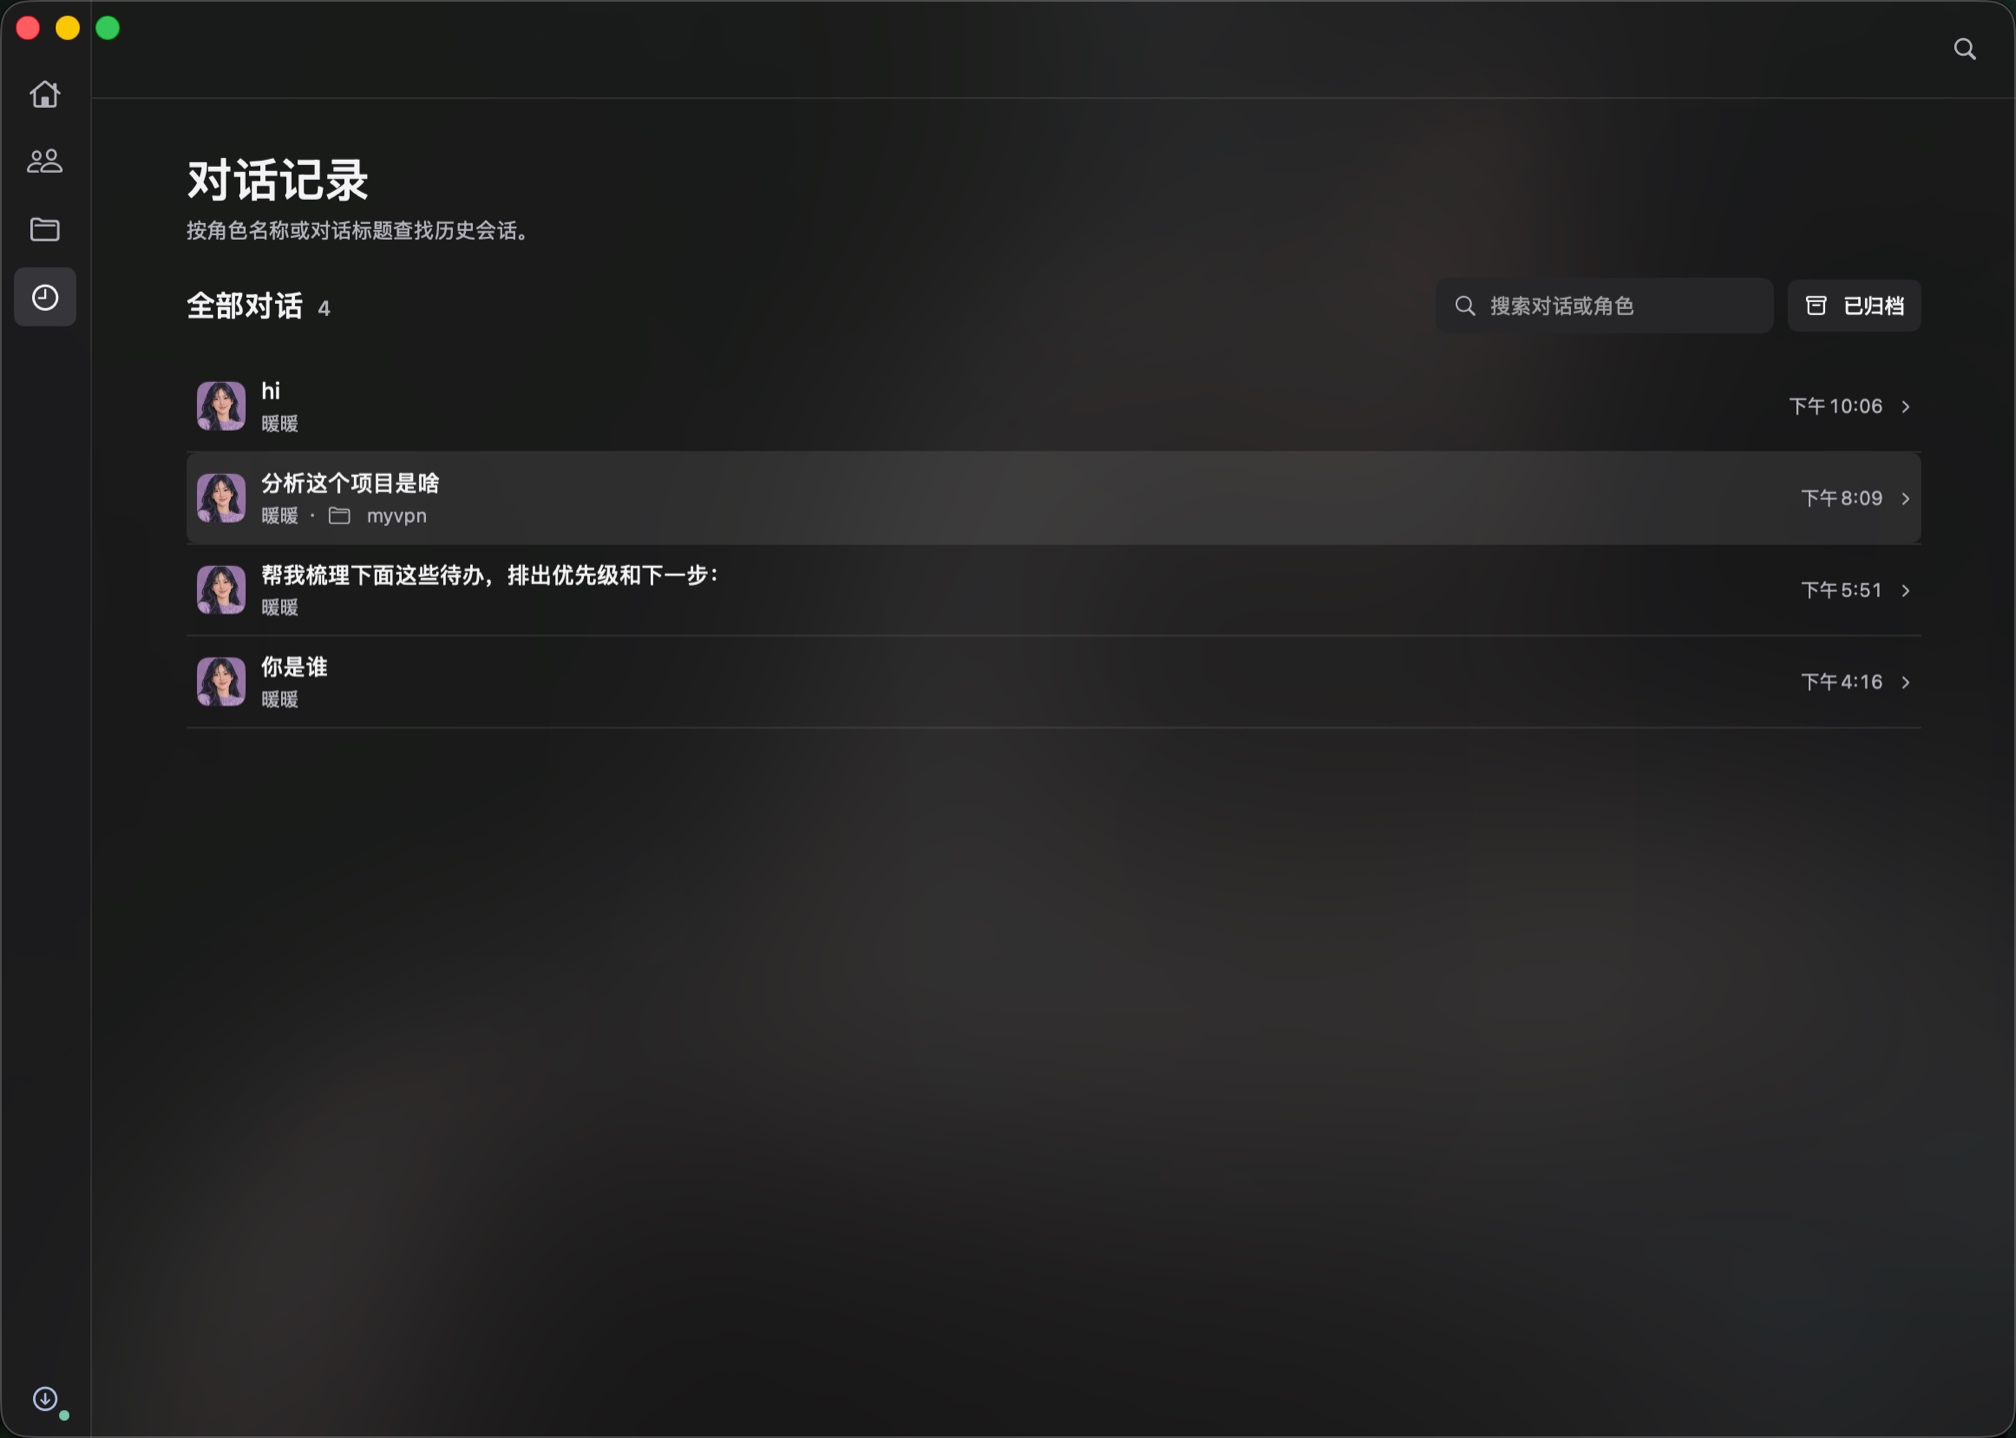 对话记录
按角色名称或对话标题查找历史会话。
全部对话 4
搜索对话或角色
已归档
hi
暖暖
下午 10:06
分析这个项目是啥
暖暖 · myvpn
下午 8:09
帮我梳理下面这些待办，排出优先级和下一步：
暖暖
下午 5:51
你是谁
暖暖
下午 4:16